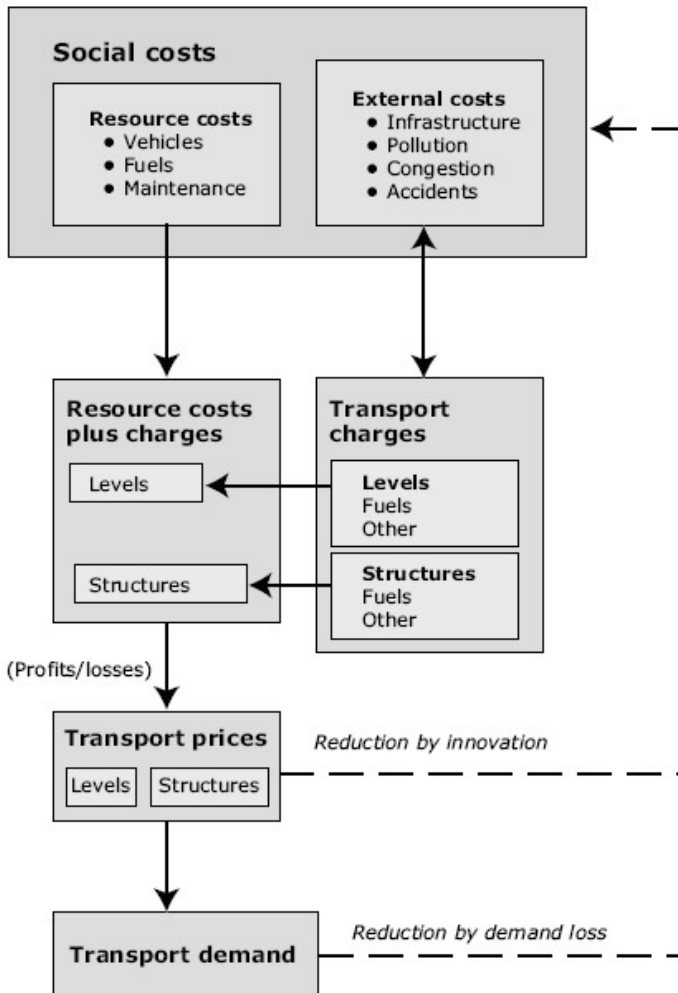 Social costs
Resource costs
● Vehicles
● Fuels
● Maintenance
External costs
● Infrastructure
● Pollution
● Congestion
● Accidents
Resource costs
plus charges
Levels
Structures
Transport
charges
Levels
Fuels
Other
Structures
Fuels
Other
(Profits/losses)
Transport prices
Levels
Structures
Reduction by innovation
Transport demand
Reduction by demand loss